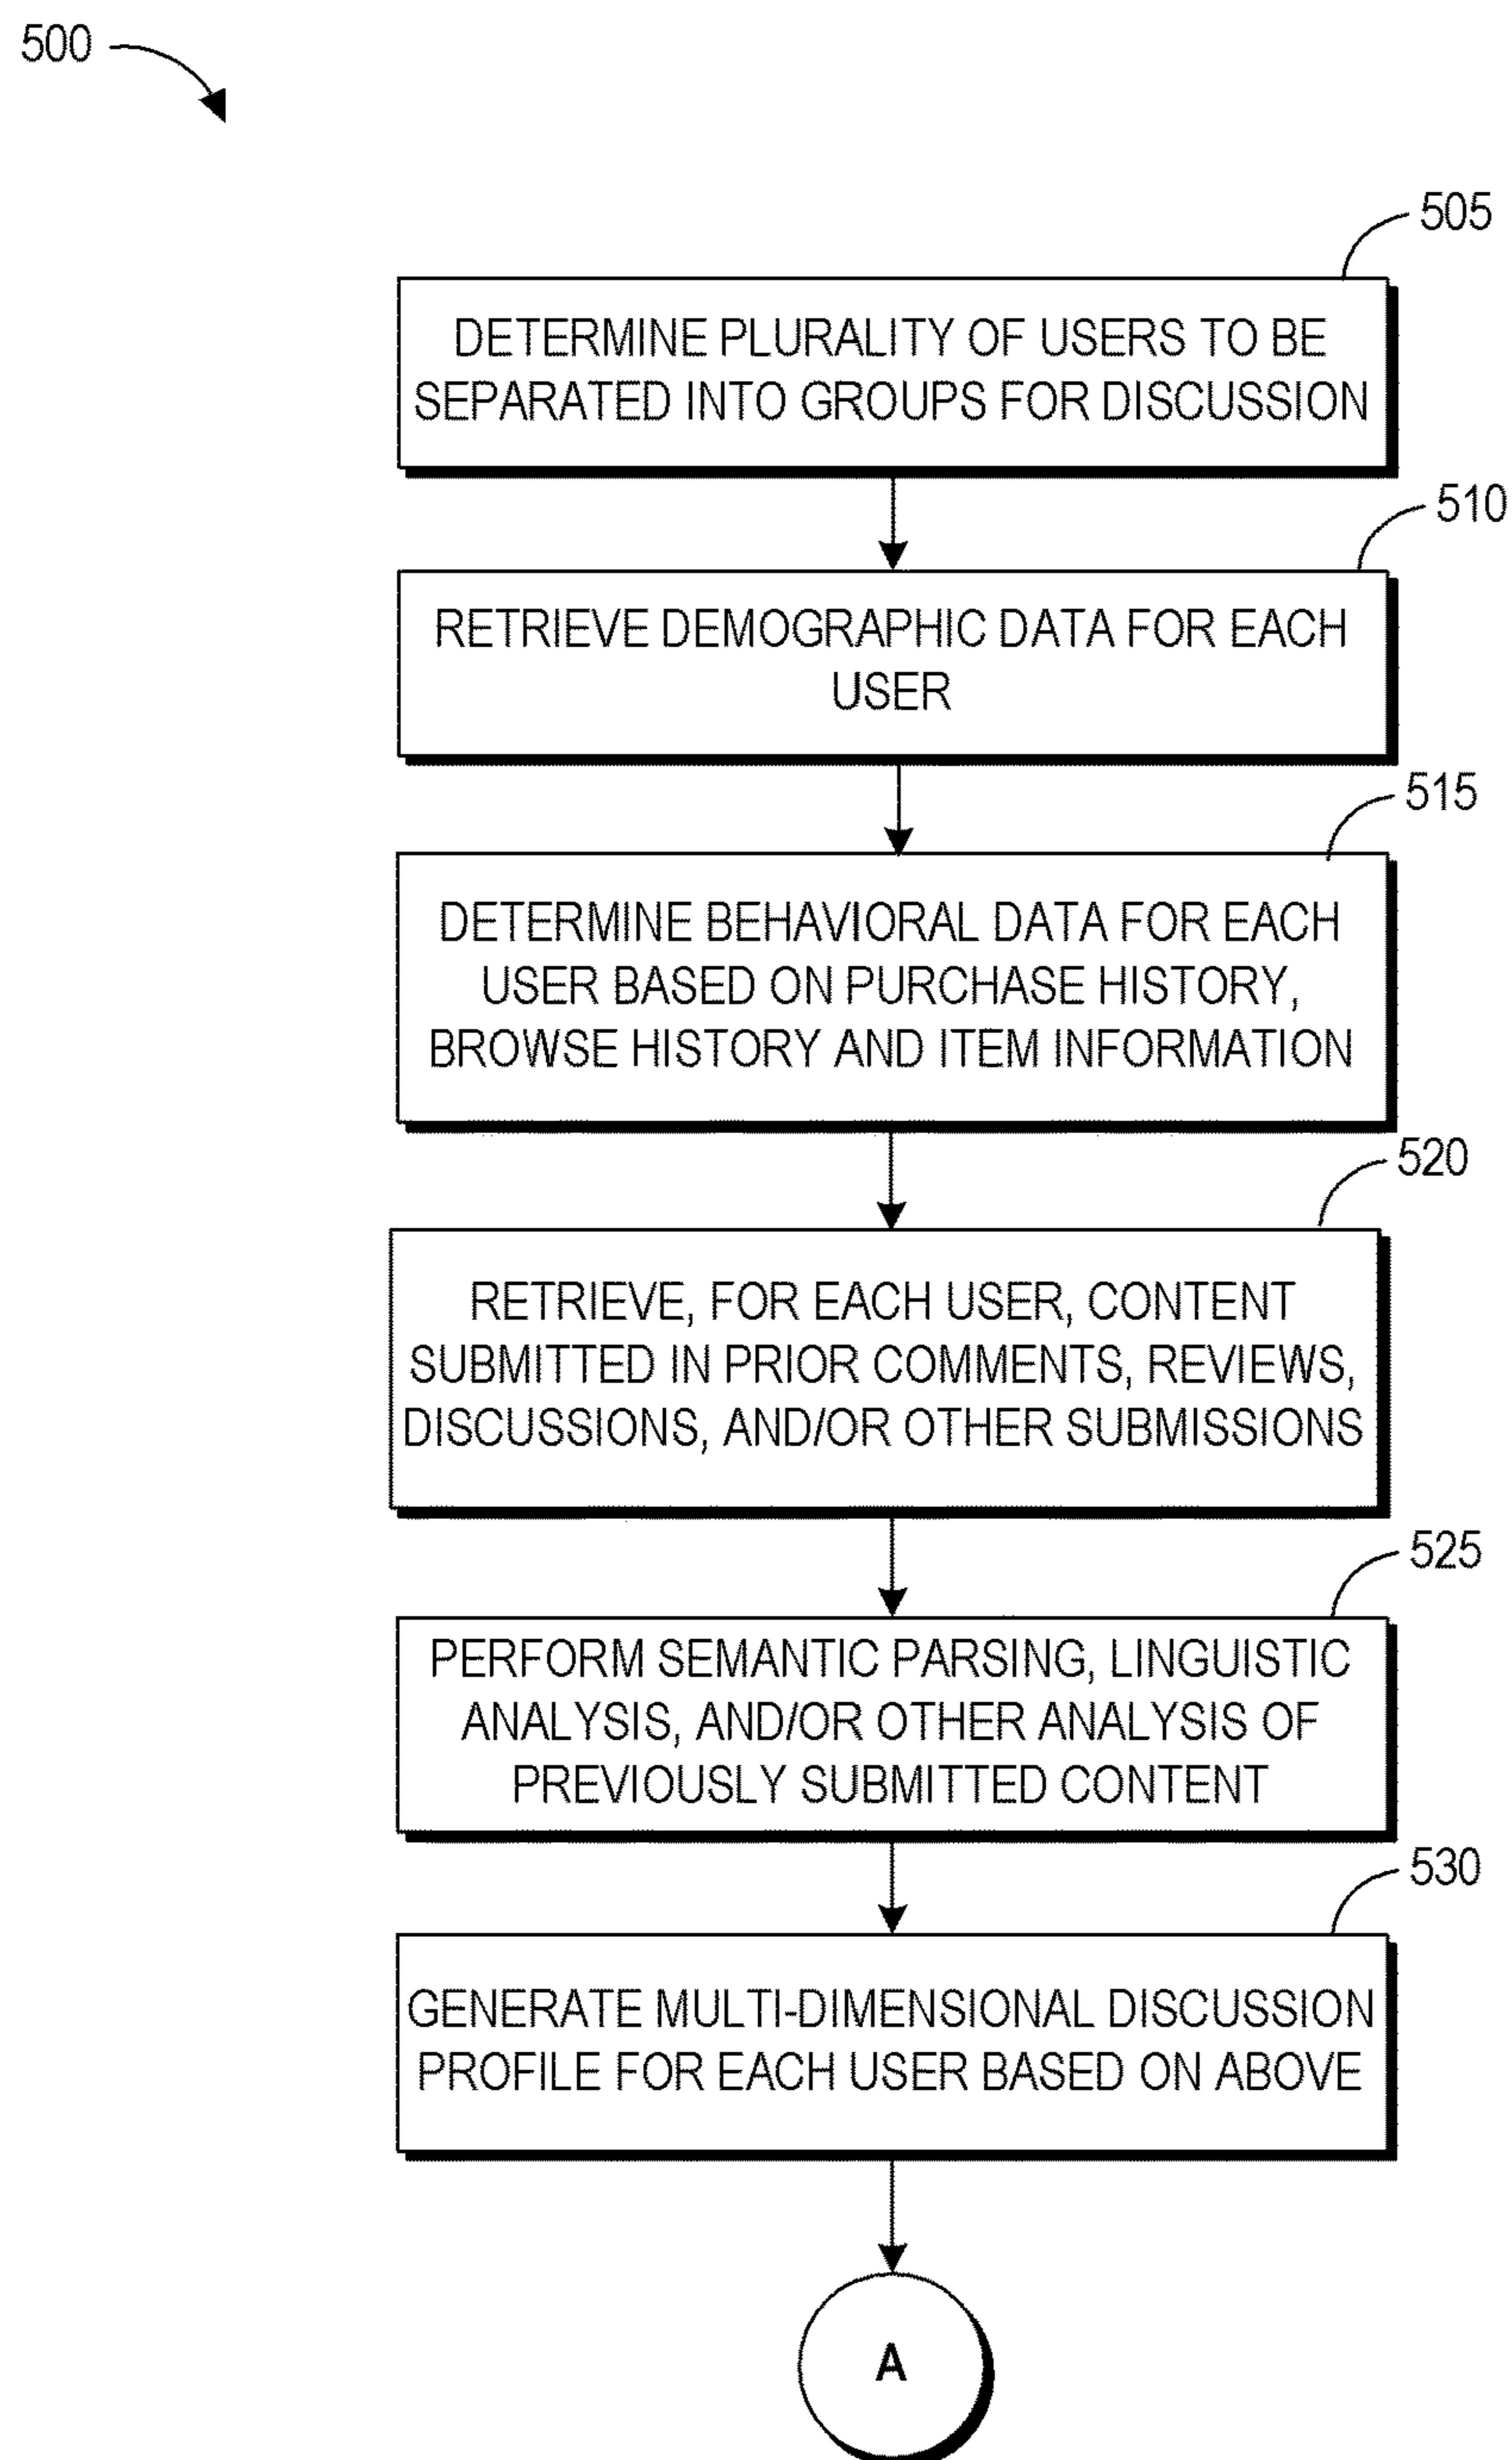 500
505
DETERMINE PLURALITY OF USERS TO BE
SEPARATED INTO GROUPS FOR DISCUSSION
510
RETRIEVE DEMOGRAPHIC DATA FOR EACH
USER
515
DETERMINE BEHAVIORAL DATA FOR EACH
USER BASED ON PURCHASE HISTORY,
BROWSE HISTORY AND ITEM INFORMATION
520
RETRIEVE, FOR EACH USER, CONTENT
SUBMITTED IN PRIOR COMMENTS, REVIEWS,
DISCUSSIONS, AND/OR OTHER SUBMISSIONS
525
PERFORM SEMANTIC PARSING, LINGUISTIC
ANALYSIS, AND/OR OTHER ANALYSIS OF
PREVIOUSLY SUBMITTED CONTENT
530
GENERATE MULTI-DIMENSIONAL DISCUSSION
PROFILE FOR EACH USER BASED ON ABOVE
A